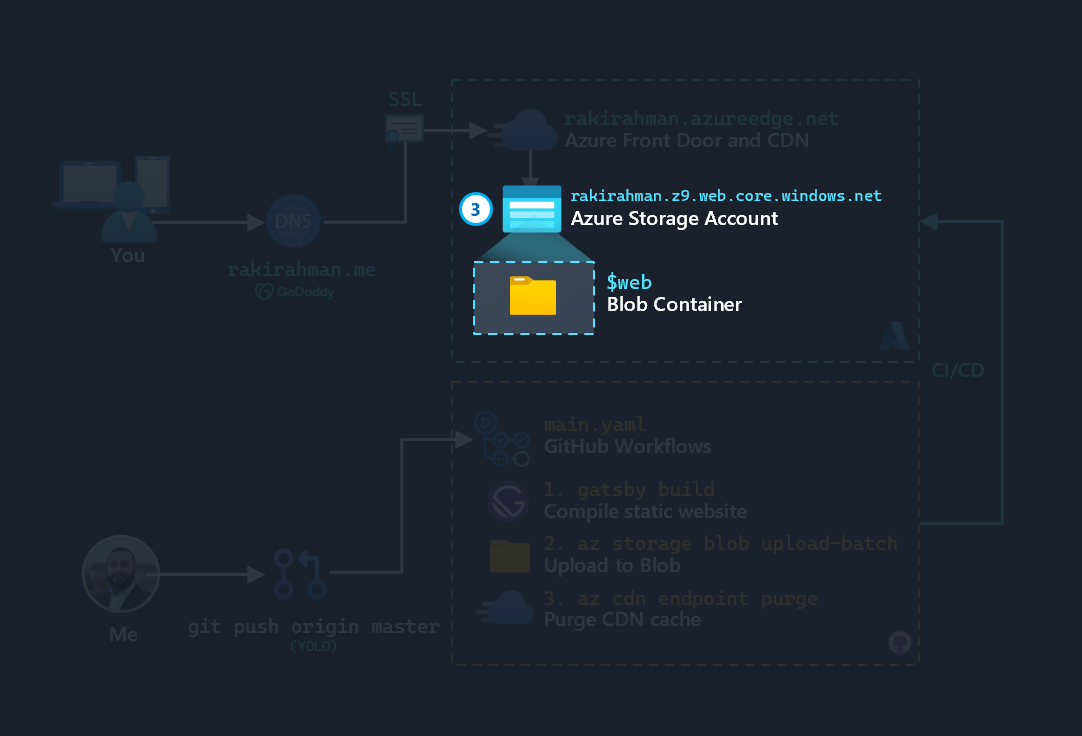 SSL
rakirahman.azureedge.net
Azure Front Door and CDN
3
rakirahman.z9.web.core.windows.net
Azure Storage Account
You
DNS
rakirahman.me
GoDaddy
$web
Blob Container
CI/CD
main.yaml
GitHub Workflows
1. gatsby build
Compile static website
2. az storage blob upload-batch
Upload to Blob
3. az cdn endpoint purge
Purge CDN cache
Me
git push origin master
(YOLO)